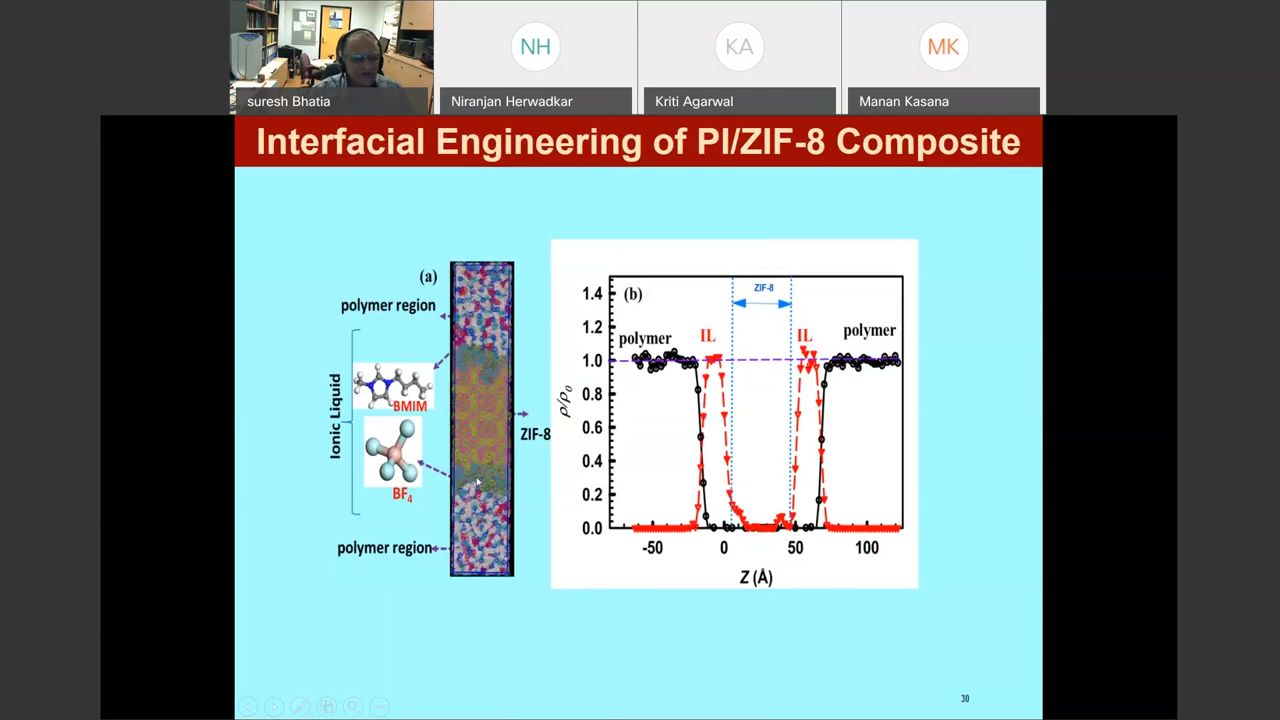 NH
KA
MK
suresh Bhatia
Niranjan Herwadkar
Kriti Agarwal
Manan Kasana
Interfacial Engineering of PI/ZIF-8 Composite
(a)
polymer region
Ionic Liquid
BMIM
BF4
ZIF-8
polymer region
(b)
ZIF-8
polymer
IL
IL
polymer
1.4
1.2
1.0
0.8
0.6
0.4
0.2
0.0
ρ/ρ0
-50
0
50
100
Z (Å)
30